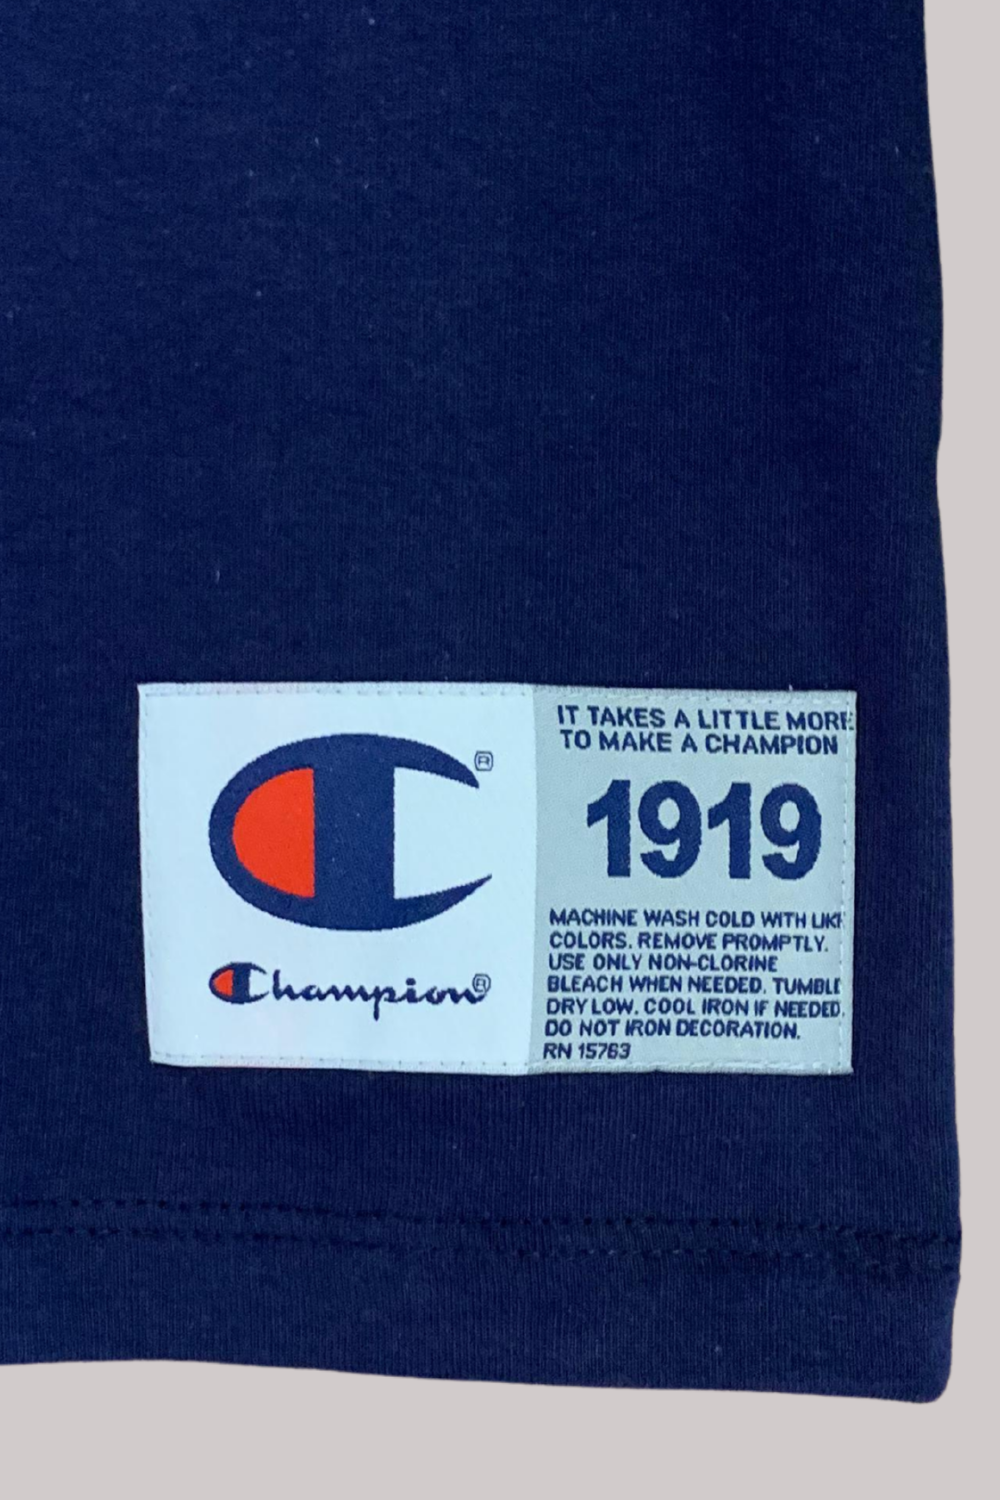 Champion®
IT TAKES A LITTLE MORE
TO MAKE A CHAMPION
1919
MACHINE WASH COLD WITH LIKE
COLORS. REMOVE PROMPTLY.
USE ONLY NON-CLORINE
BLEACH WHEN NEEDED. TUMBLE
DRY LOW. COOL IRON IF NEEDED.
DO NOT IRON DECORATION.
RN 15763